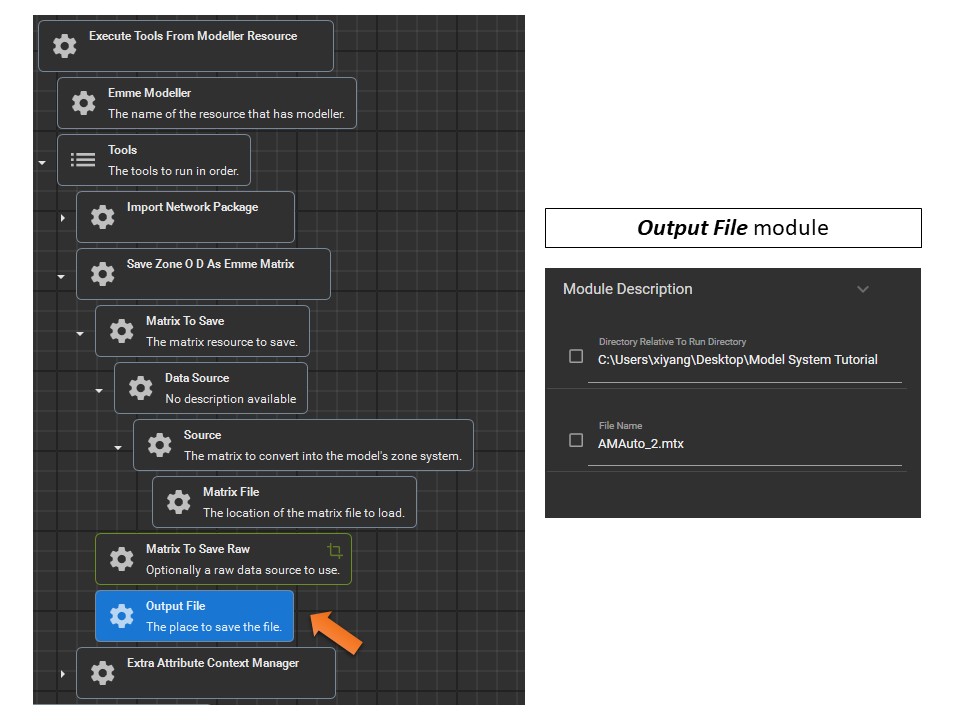 Execute Tools From Modeller Resource
Emme Modeller
The name of the resource that has modeller.
Tools
The tools to run in order.
Import Network Package
Save Zone O D As Emme Matrix
Matrix To Save
The matrix resource to save.
Data Source
No description available
Source
The matrix to convert into the model's zone system.
Matrix File
The location of the matrix file to load.
Matrix To Save Raw
Optionally a raw data source to use.
Output File
The place to save the file.
Extra Attribute Context Manager
Output File module
Module Description
Directory Relative To Run Directory
C:\Users\xiyang\Desktop\Model System Tutorial
File Name
AMAuto_2.mtx